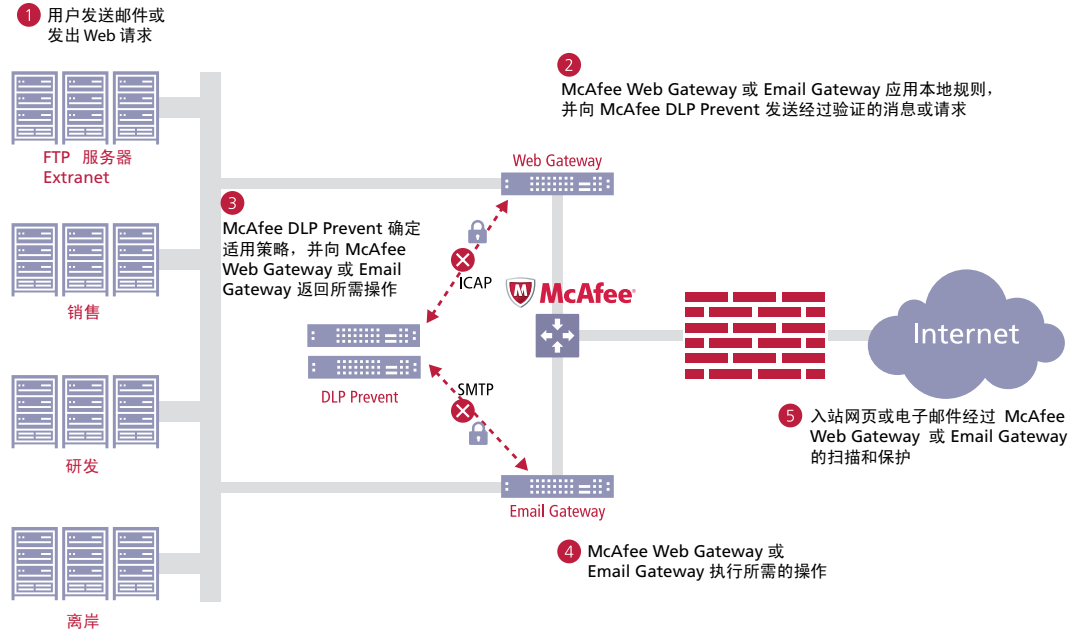 1 用户发送邮件或
发出 Web 请求
FTP 服务器
Extranet
销售
研发
离岸
2
McAfee Web Gateway 或 Email Gateway 应用本地规则，
并向 McAfee DLP Prevent 发送经过验证的消息或请求
Web Gateway
3
McAfee DLP Prevent 确定
适用策略，并向 McAfee
Web Gateway 或 Email
Gateway 返回所需操作
ICAP
McAfee
DLP Prevent
SMTP
Internet
5 入站网页或电子邮件经过 McAfee
Web Gateway 或 Email Gateway
的扫描和保护
Email Gateway
4 McAfee Web Gateway 或
Email Gateway 执行所需的操作